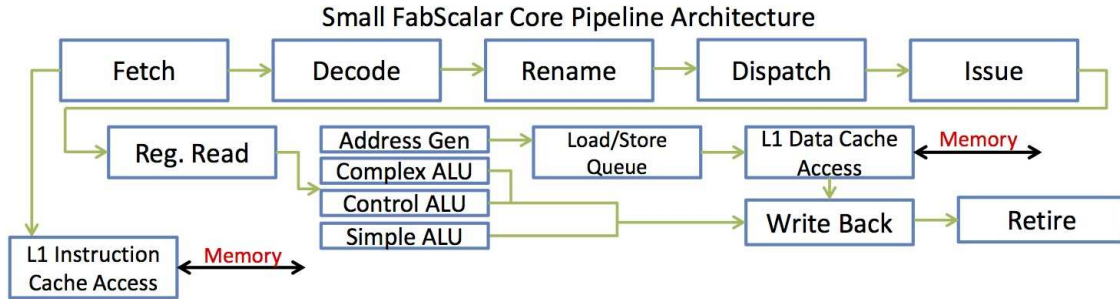 Small FabScalar Core Pipeline Architecture
Fetch
Decode
Rename
Dispatch
Issue
Reg. Read
Address Gen
Complex ALU
Control ALU
Simple ALU
Load/Store
Queue
L1 Data Cache
Access
Memory
Write Back
Retire
L1 Instruction
Cache Access
Memory